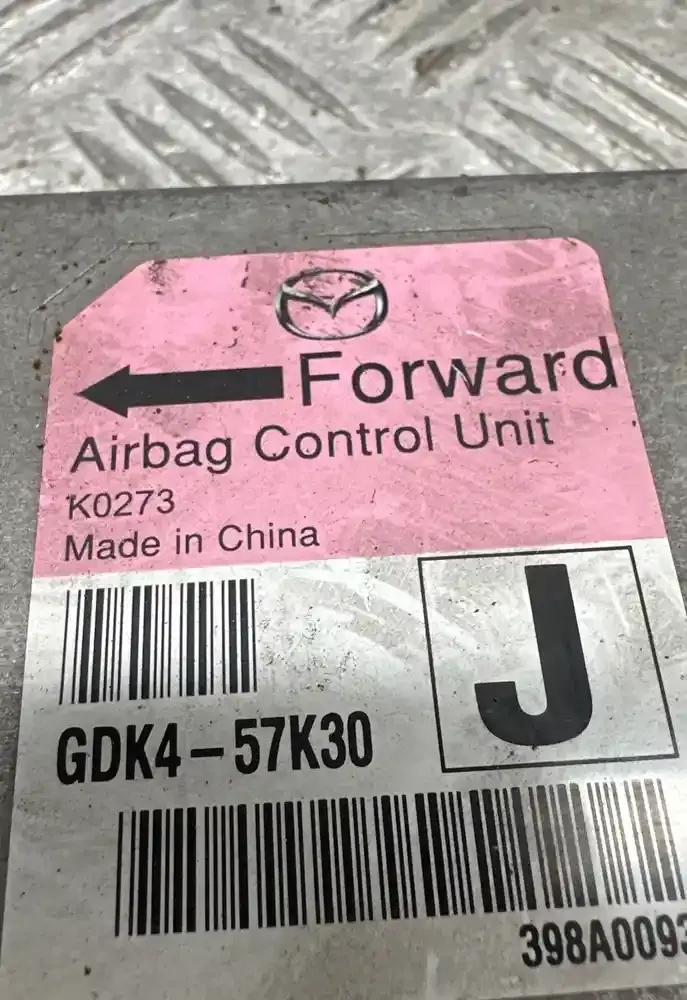 Forward
Airbag Control Unit
K0273
Made in China
J
GDK4-57K30
398A0093